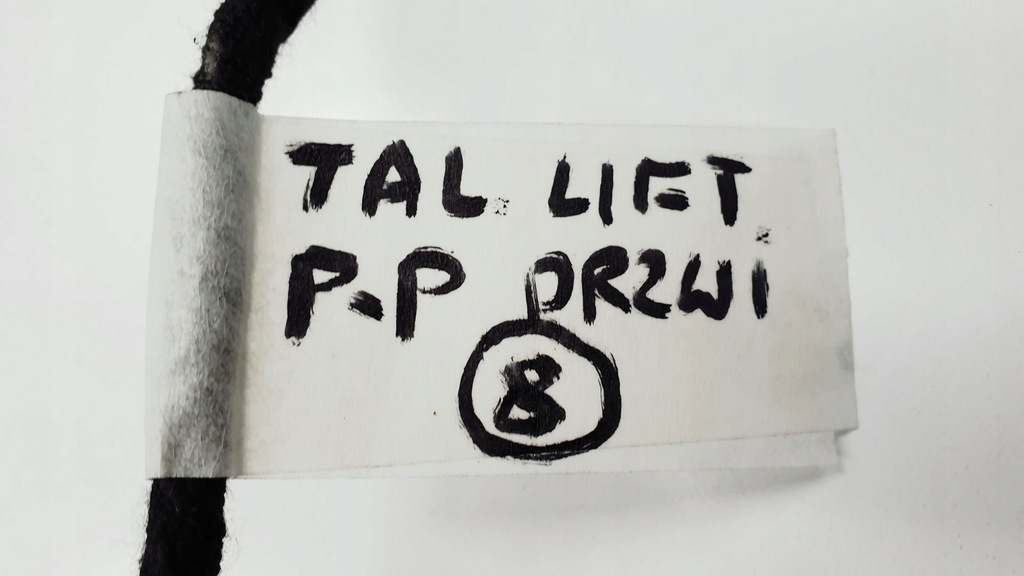 TAL. LIFT.
P.P DRZWI
8